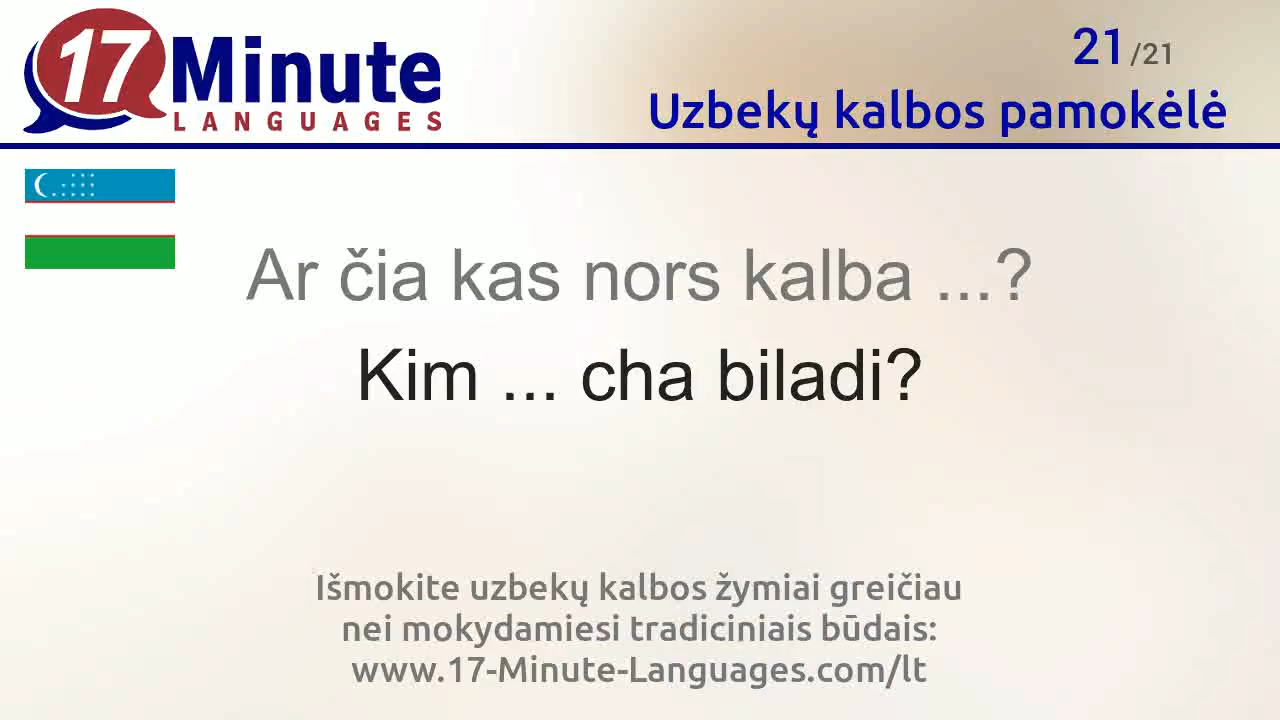 17 Minute
LANGUAGES
21/21
Uzbekų kalbos pamokėlė
Ar čia kas nors kalba ...?
Kim ... cha biladi?
Išmokite uzbekų kalbos žymiai greičiau
nei mokydamiesi tradiciniais būdais:
www.17-Minute-Languages.com/lt